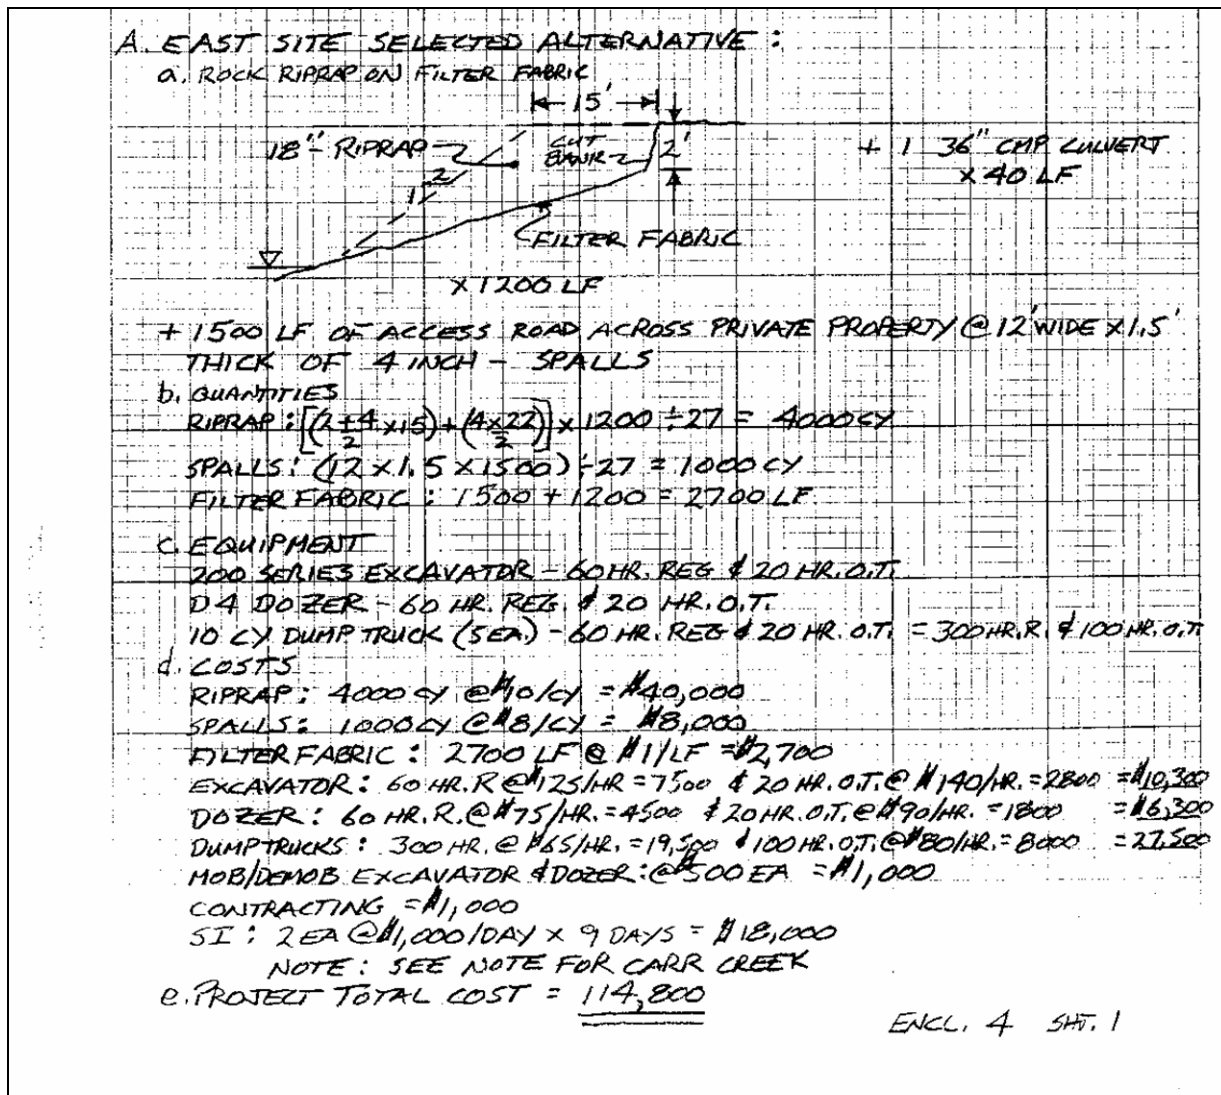 A. EAST SITE SELECTED ALTERNATIVE:
a. ROCK RIPRAP ON FILTER FABRIC
15'
18"- RIPRAP
CUT BANK
2'
+ 1 36" CMP CULVERT
x 40 LF
2
1
FILTER FABRIC
x 1200 LF
+ 1500 LF OF ACCESS ROAD ACROSS PRIVATE PROPERTY @ 12' WIDE x 1.5'
THICK OF 4 INCH - SPALLS
b. QUANTITIES
RIPRAP: [(2+4/2 x15)+(4x22/2)] x 1200 ÷ 27 = 4000 CY
SPALLS: (12 x 1.5 x 1500) ÷ 27 = 1000 CY
FILTER FABRIC: 1500 + 1200 = 2700 LF
c. EQUIPMENT
200 SERIES EXCAVATOR - 60 HR. REG & 20 HR. O.T.
D4 DOZER - 60 HR. REG. & 20 HR. O.T.
10 CY DUMP TRUCK (5 EA.) - 60 HR. REG & 20 HR. O.T. = 300 HR. R. & 100 HR. O.T.
d. COSTS
RIPRAP: 4000 CY @ $10/CY = $40,000
SPALLS: 1000 CY @ $8/CY = $8,000
FILTER FABRIC: 2700 LF @ $1/LF = $2,700
EXCAVATOR: 60 HR. R @ $125/HR = 7500 & 20 HR. O.T. @ $140/HR. = 2800 = $10,300
DOZER: 60 HR. R. @ $75/HR. = 4500 & 20 HR. O.T. @ $90/HR. = 1800 = $6,300
DUMP TRUCKS: 300 HR. @ $65/HR. = 19,500 & 100 HR. O.T. @ $80/HR. = 8000 = 27,500
MOB/DEMOB EXCAVATOR & DOZER: @ $500 EA = $1,000
CONTRACTING = $1,000
SI: 2 EA @ $1,000/DAY x 9 DAYS = $18,000
NOTE: SEE NOTE FOR CARR CREEK
e. PROJECT TOTAL COST = 114,800
ENCL. 4 SHT. 1